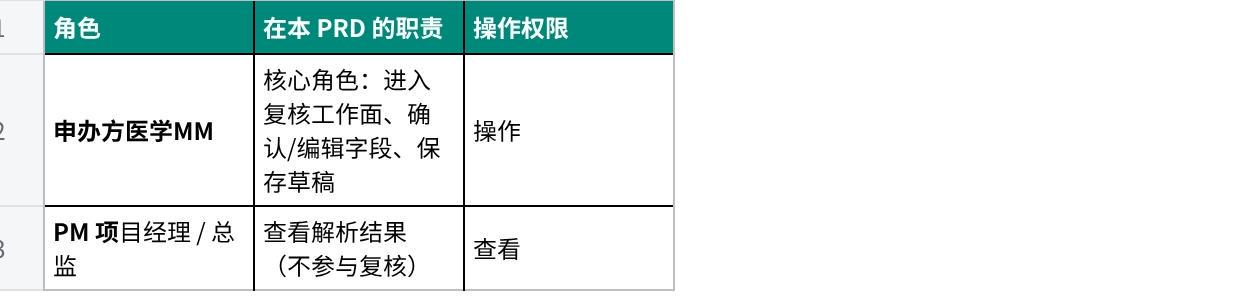 1 角色 在本 PRD 的职责 操作权限
核心角色：进入
复核工作面、确
2 申办方医学MM 操作
认/编辑字段、保
存草稿
PM 项目经理 / 总 查看解析结果
3 查看
监 （不参与复核）